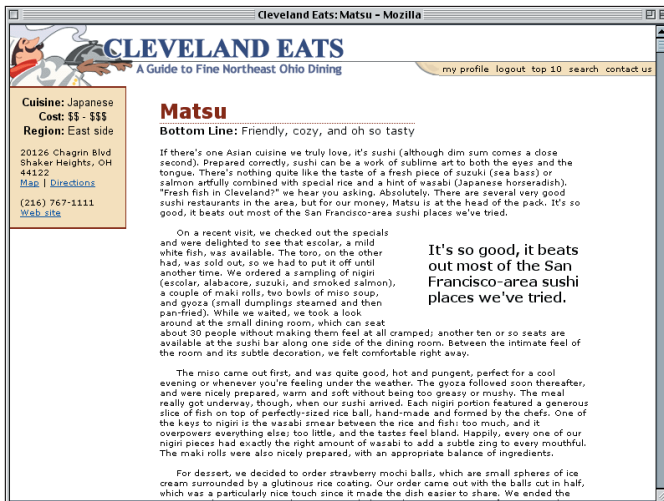 Cleveland Eats: Matsu – Mozilla
CLEVELAND EATS
A Guide to Fine Northeast Ohio Dining
my profile logout top 10 search contact us
Cuisine: Japanese
Cost: $$ - $$$
Region: East side
20126 Chagrin Blvd
Shaker Heights, OH
44122
Map | Directions
(216) 767-1111
Web site
Matsu
Bottom Line: Friendly, cozy, and oh so tasty
If there's one Asian cuisine we truly love, it's sushi (although dim sum comes a close
second). Prepared correctly, sushi can be a work of sublime art to both the eyes and the
tongue. There's nothing quite like the taste of a fresh piece of suzuki (sea bass) or
salmon artfully combined with special rice and a hint of wasabi (Japanese horseradish).
"Fresh fish in Cleveland?" we hear you asking. Absolutely. There are several very good
sushi restaurants in the area, but for our money, Matsu is at the head of the pack. It's so
good, it beats out most of the San Francisco-area sushi places we've tried.
On a recent visit, we checked out the specials
and were delighted to see that escolar, a mild
white fish, was available. The toro, on the other
had, was sold out, so we had to put it off until
another time. We ordered a sampling of nigiri
(escolar, alabacore, suzuki, and smoked salmon),
a couple of maki rolls, two bowls of miso soup,
and gyoza (small dumplings steamed and then
pan-fried). While we waited, we took a look
around at the small dining room, which can seat
about 30 people without making them feel at all cramped; another ten or so seats are
available at the sushi bar along one side of the dining room. Between the intimate feel of
the room and its subtle decoration, we felt comfortable right away.
It's so good, it beats
out most of the San
Francisco-area sushi
places we've tried.
The miso came out first, and was quite good, hot and pungent, perfect for a cool
evening or whenever you're feeling under the weather. The gyoza followed soon thereafter,
and were nicely prepared, warm and soft without being too greasy or mushy. The meal
really got underway, though, when our sushi arrived. Each nigiri portion featured a generous
slice of fish on top of perfectly-sized rice ball, hand-made and formed by the chefs. One of
the keys to nigiri is the wasabi smear between the rice and fish: too much, and it
overpowers everything else; too little, and the tastes feel bland. Happily, every one of our
nigiri pieces had exactly the right amount of wasabi to add a subtle zing to every mouthful.
The maki rolls were also nicely prepared, with an appropriate balance of ingredients.
For dessert, we decided to order strawberry mochi balls, which are small spheres of ice
cream surrounded by a glutinous rice coating. Our order came out with the balls cut in half,
which was a particularly nice touch since it made the dish easier to share. We ended the